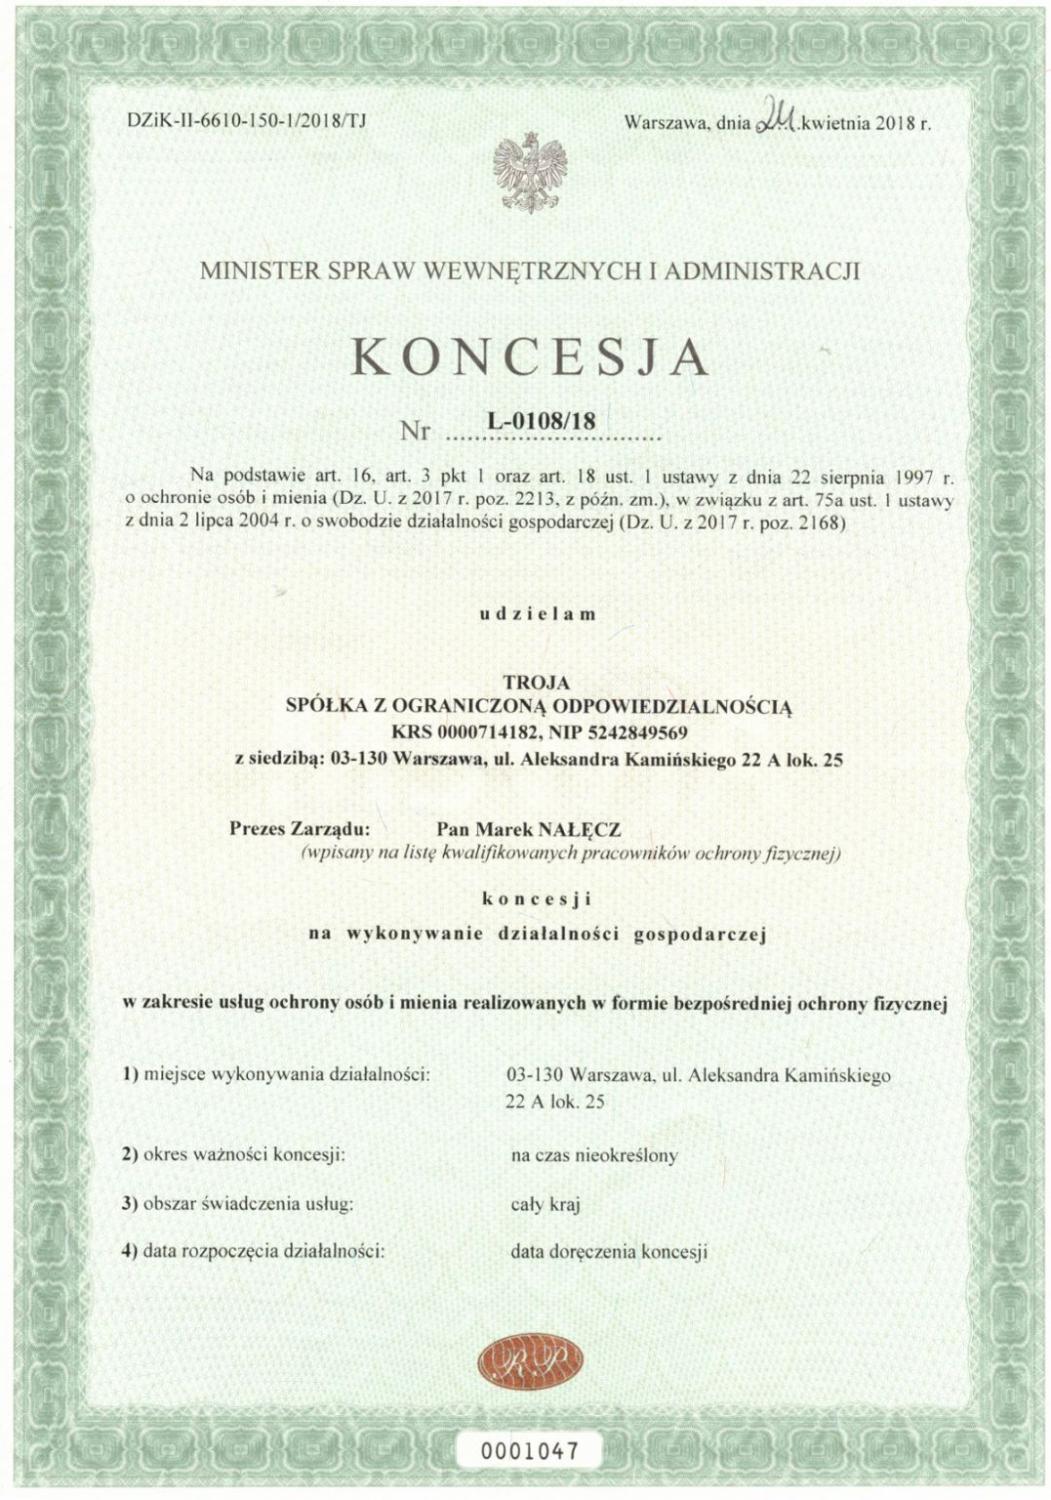 DZiK-II-6610-150-1/2018/TJ
Warszawa, dnia 24 .kwietnia 2018 r.
MINISTER SPRAW WEWNĘTRZNYCH I ADMINISTRACJI
KONCESJA
Nr L-0108/18
Na podstawie art. 16, art. 3 pkt 1 oraz art. 18 ust. 1 ustawy z dnia 22 sierpnia 1997 r.
o ochronie osób i mienia (Dz. U. z 2017 r. poz. 2213, z późn. zm.), w związku z art. 75a ust. 1 ustawy
z dnia 2 lipca 2004 r. o swobodzie działalności gospodarczej (Dz. U. z 2017 r. poz. 2168)
udzielam
TROJA
SPÓŁKA Z OGRANICZONĄ ODPOWIEDZIALNOŚCIĄ
KRS 0000714182, NIP 5242849569
z siedzibą: 03-130 Warszawa, ul. Aleksandra Kamińskiego 22 A lok. 25
Prezes Zarządu: Pan Marek NAŁĘCZ
(wpisany na listę kwalifikowanych pracowników ochrony fizycznej)
koncesji
na wykonywanie działalności gospodarczej
w zakresie usług ochrony osób i mienia realizowanych w formie bezpośredniej ochrony fizycznej
1) miejsce wykonywania działalności: 03-130 Warszawa, ul. Aleksandra Kamińskiego
22 A lok. 25
2) okres ważności koncesji: na czas nieokreślony
3) obszar świadczenia usług: cały kraj
4) data rozpoczęcia działalności: data doręczenia koncesji
RP
0001047